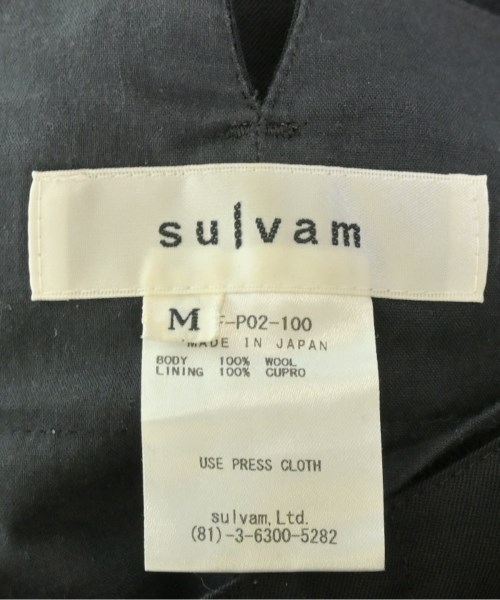 sulvam
M
-P02-100
MADE IN JAPAN
BODY 100% WOOL
LINING 100% CUPRO
USE PRESS CLOTH
sulvam,Ltd.
(81)-3-6300-5282